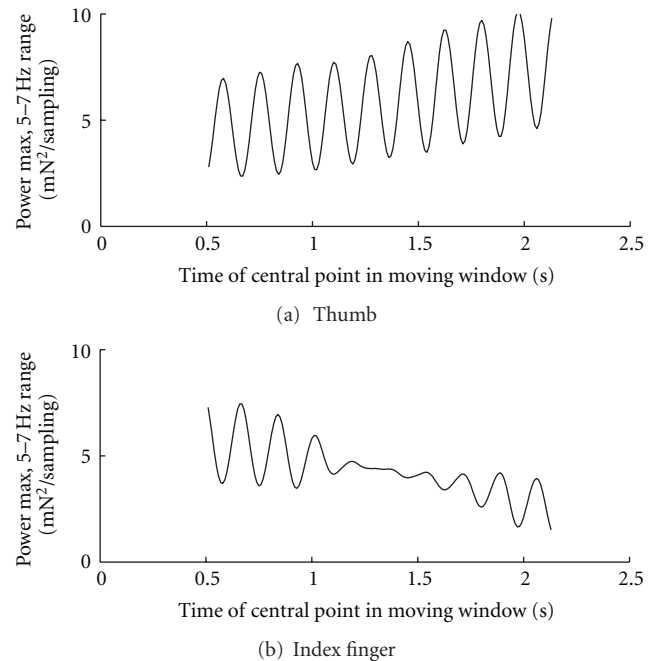 Power max, 5–7 Hz range
(mN²/sampling)
10
5
0
0
0.5
1
1.5
2
2.5
Time of central point in moving window (s)
(a) Thumb
Power max, 5–7 Hz range
(mN²/sampling)
10
5
0
0
0.5
1
1.5
2
2.5
Time of central point in moving window (s)
(b) Index finger